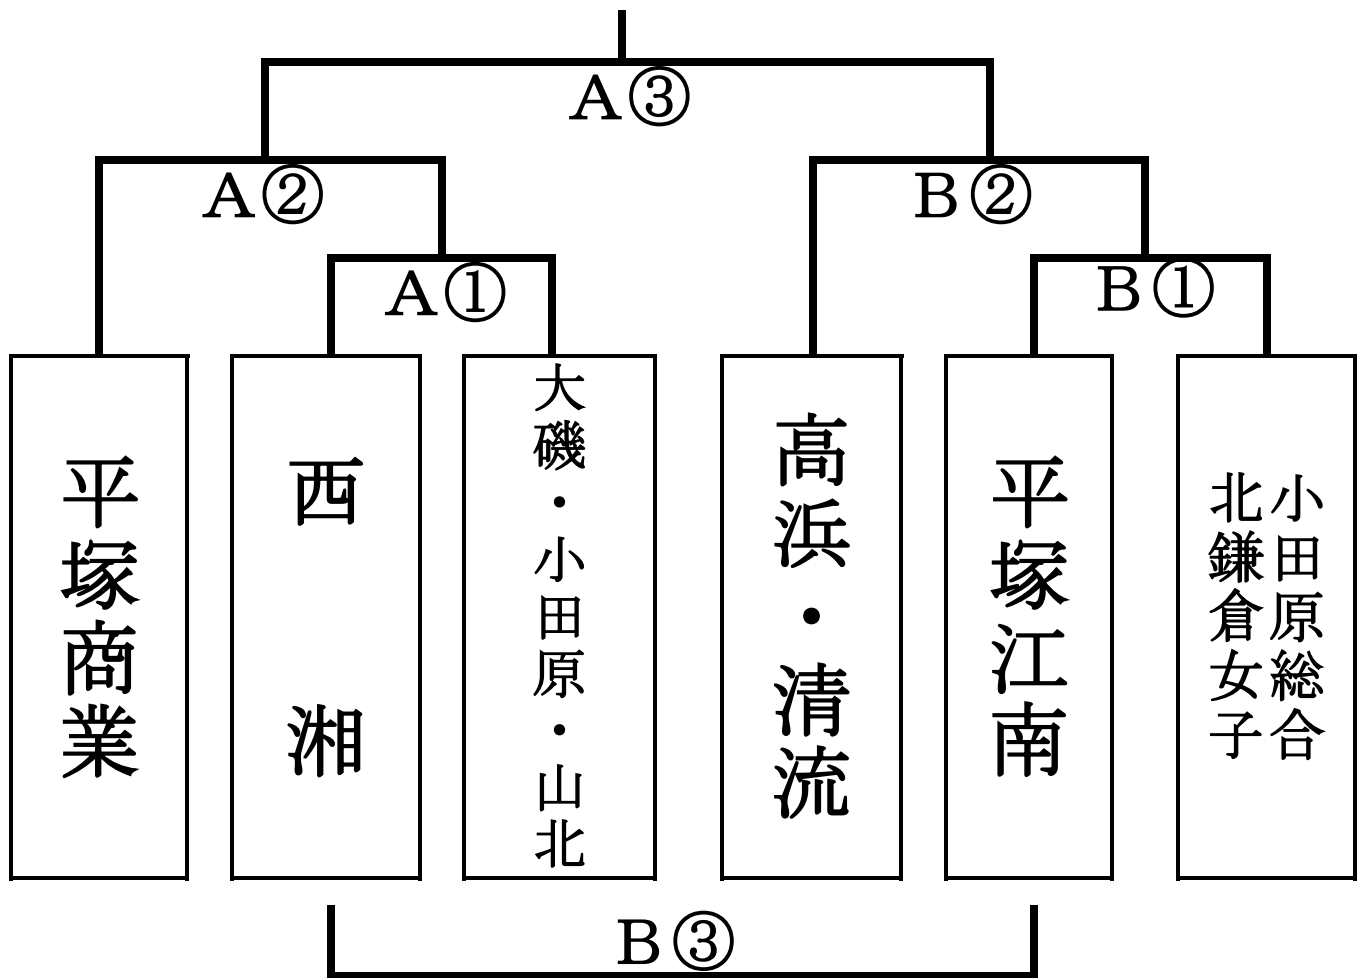 A③
A②
B②
A①
B①
平塚商業
西湘
大磯・小田原・山北
高浜・清流
平塚江南
小田原総合
北鎌倉女子
B③